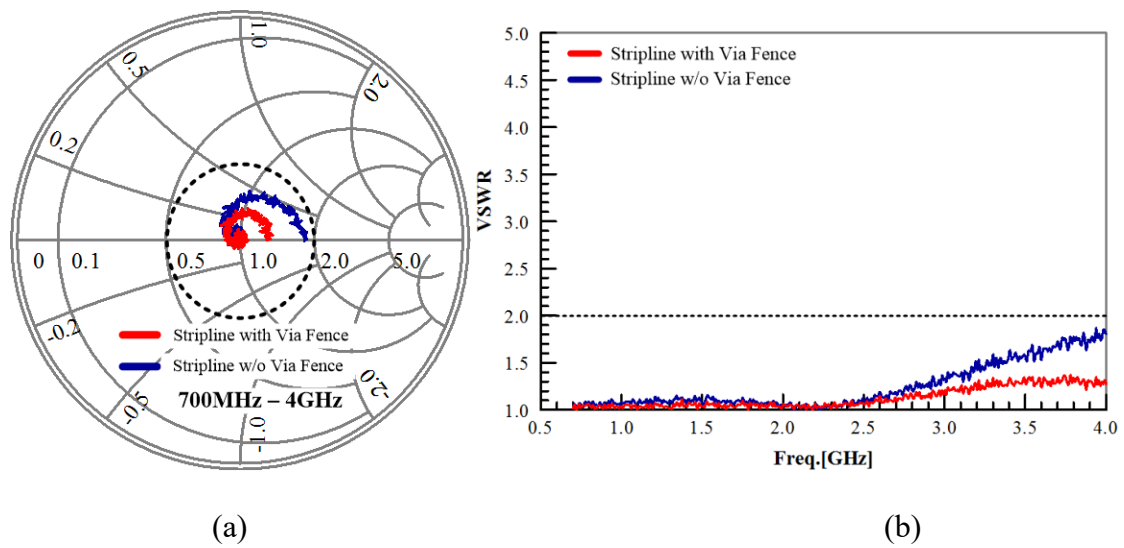 1.0
0.5
2.0
0.2
0
0.1
0.5
1.0
2.0
5.0
-0.2
Stripline with Via Fence
Stripline w/o Via Fence
700MHz – 4GHz
-0.5
-2.0
-1.0
(a)
5.0
Stripline with Via Fence
Stripline w/o Via Fence
4.5
4.0
3.5
VSWR
3.0
2.5
2.0
1.5
1.0
0.5 1.0 1.5 2.0 2.5 3.0 3.5 4.0
Freq.[GHz]
(b)